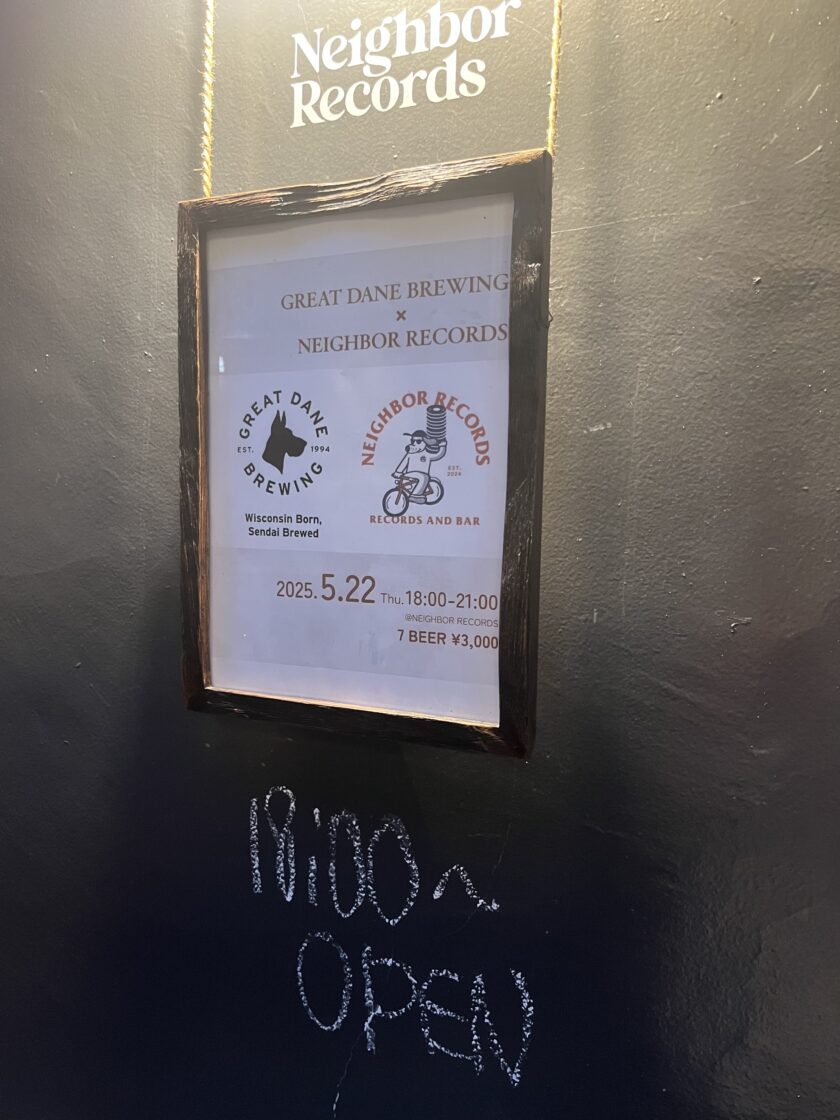 Neighbor
Records
GREAT DANE BREWING
×
NEIGHBOR RECORDS
GREAT DANE
EST. 1994
BREWING
Wisconsin Born,
Sendai Brewed
NEIGHBOR RECORDS
EST.
2024
RECORDS AND BAR
2025. 5.22 Thu. 18:00-21:00
@NEIGHBOR RECORDS
7 BEER ¥3,000
18:00~
OPEN